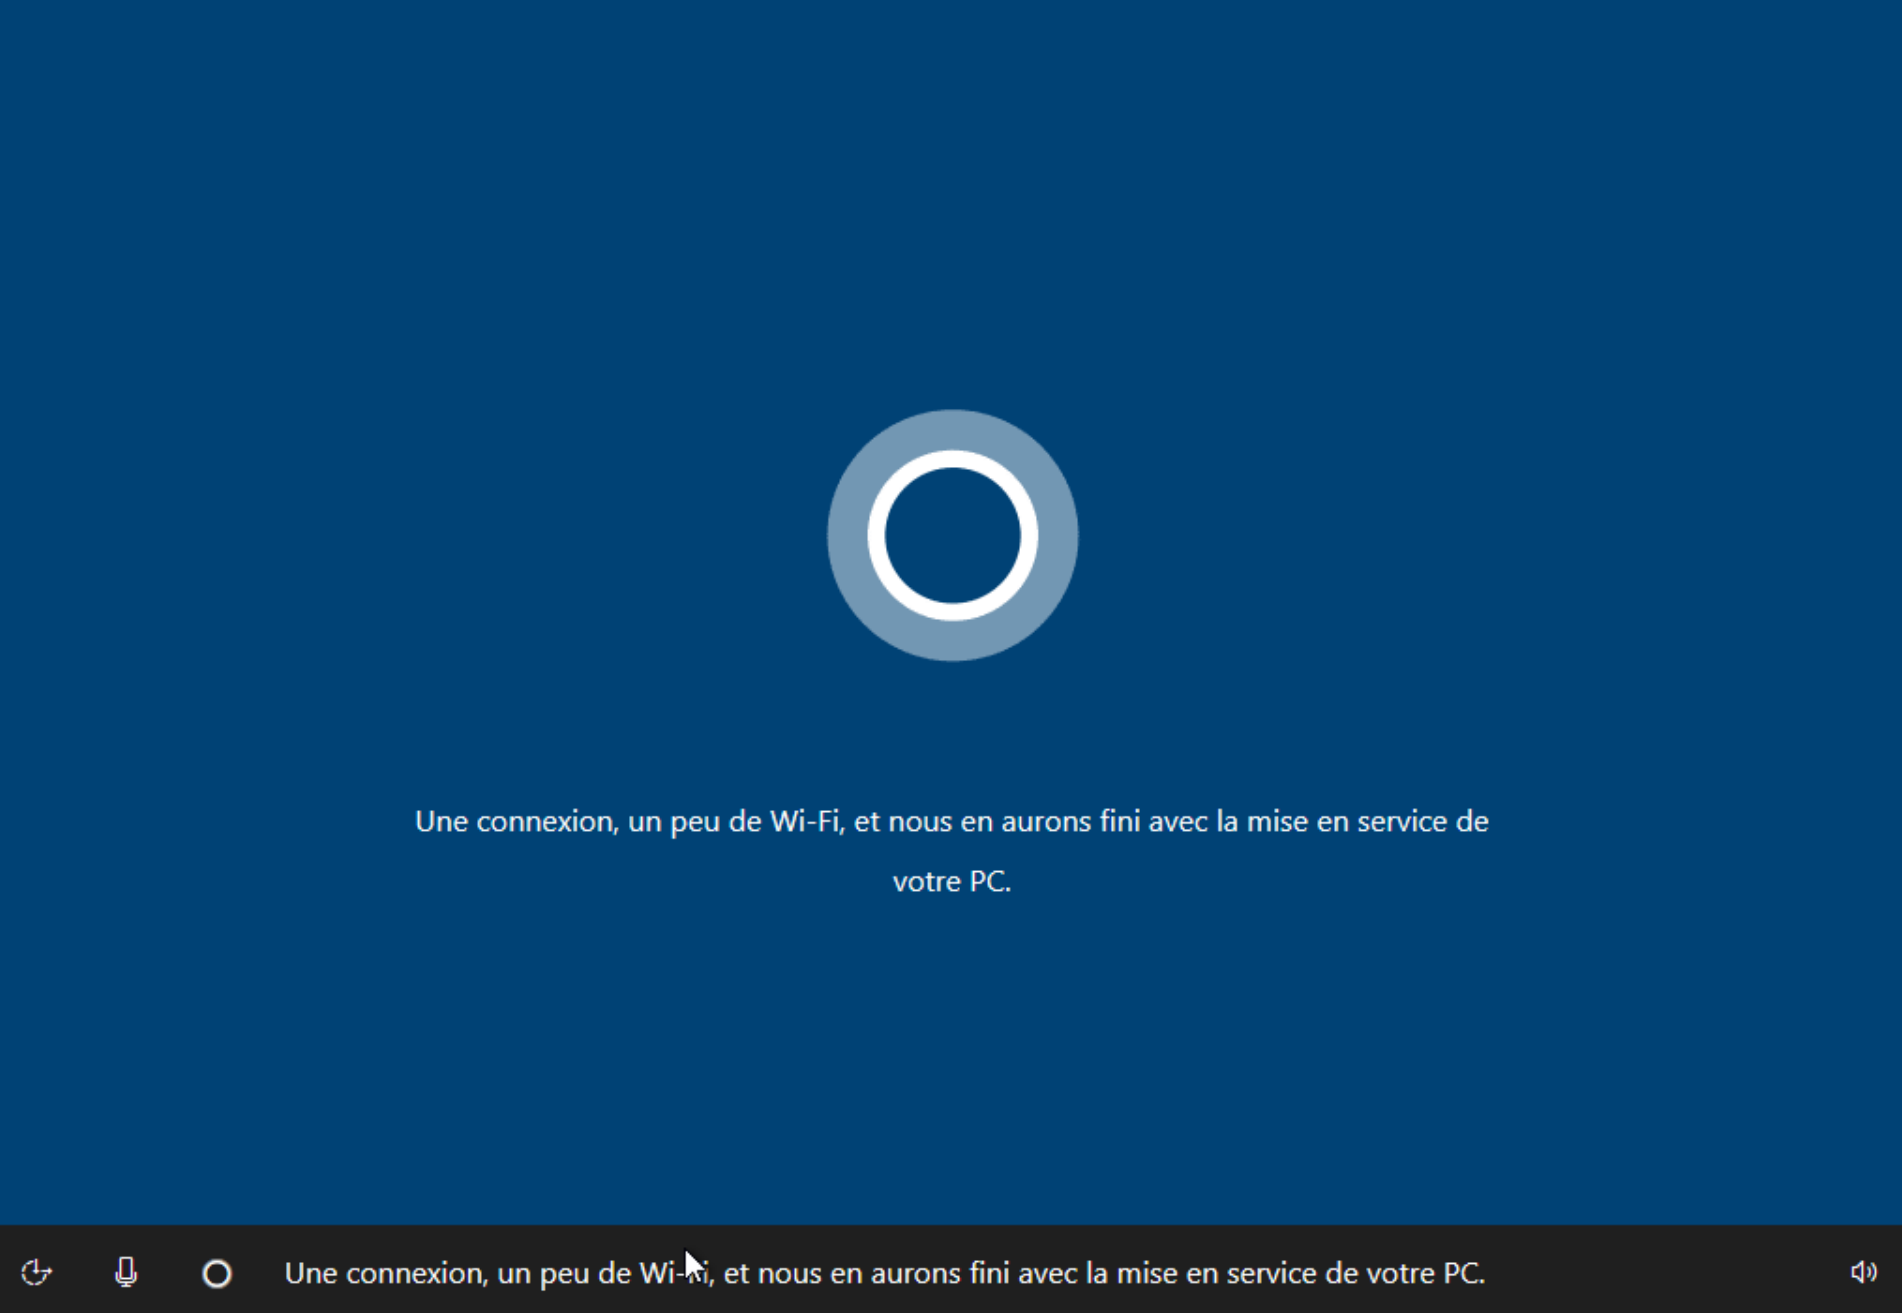 Une connexion, un peu de Wi-Fi, et nous en aurons fini avec la mise en service de
votre PC.
Une connexion, un peu de Wi-Fi, et nous en aurons fini avec la mise en service de votre PC.